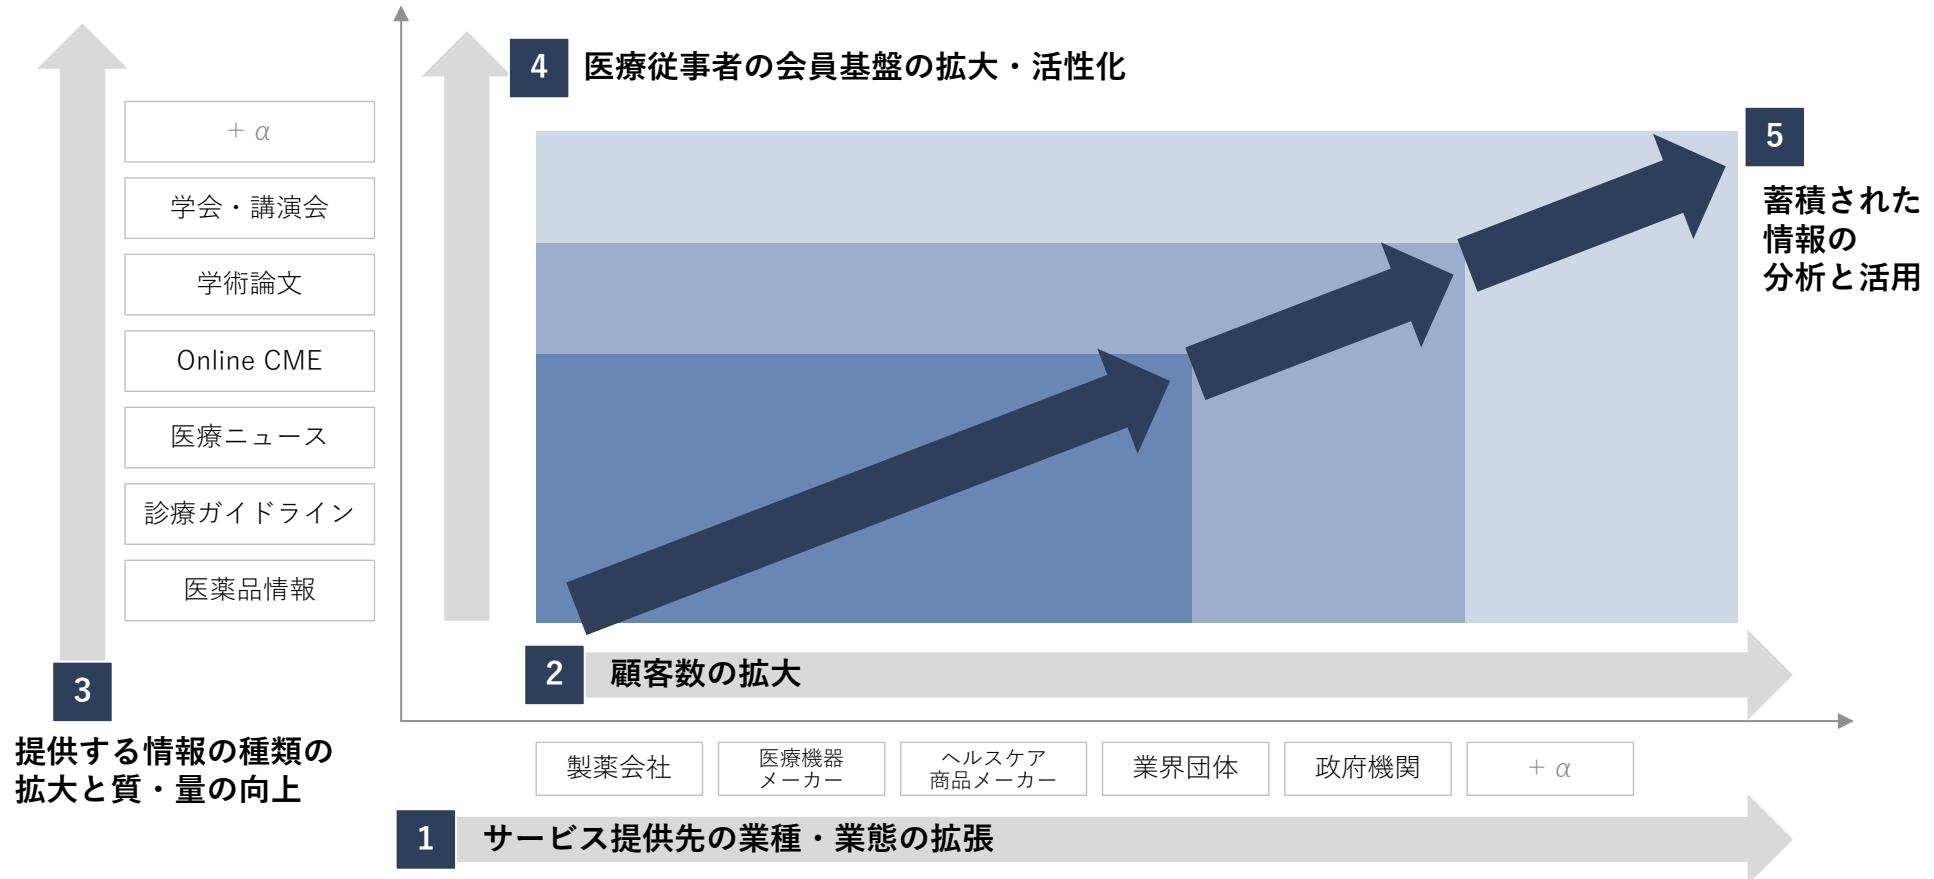 4
医療従事者の会員基盤の拡大・活性化
5
蓄積された
情報の
分析と活用
+ α
学会・講演会
学術論文
Online CME
医療ニュース
診療ガイドライン
医薬品情報
3
提供する情報の種類の
拡大と質・量の向上
2
顧客数の拡大
製薬会社
医療機器
メーカー
ヘルスケア
商品メーカー
業界団体
政府機関
+ α
1
サービス提供先の業種・業態の拡張